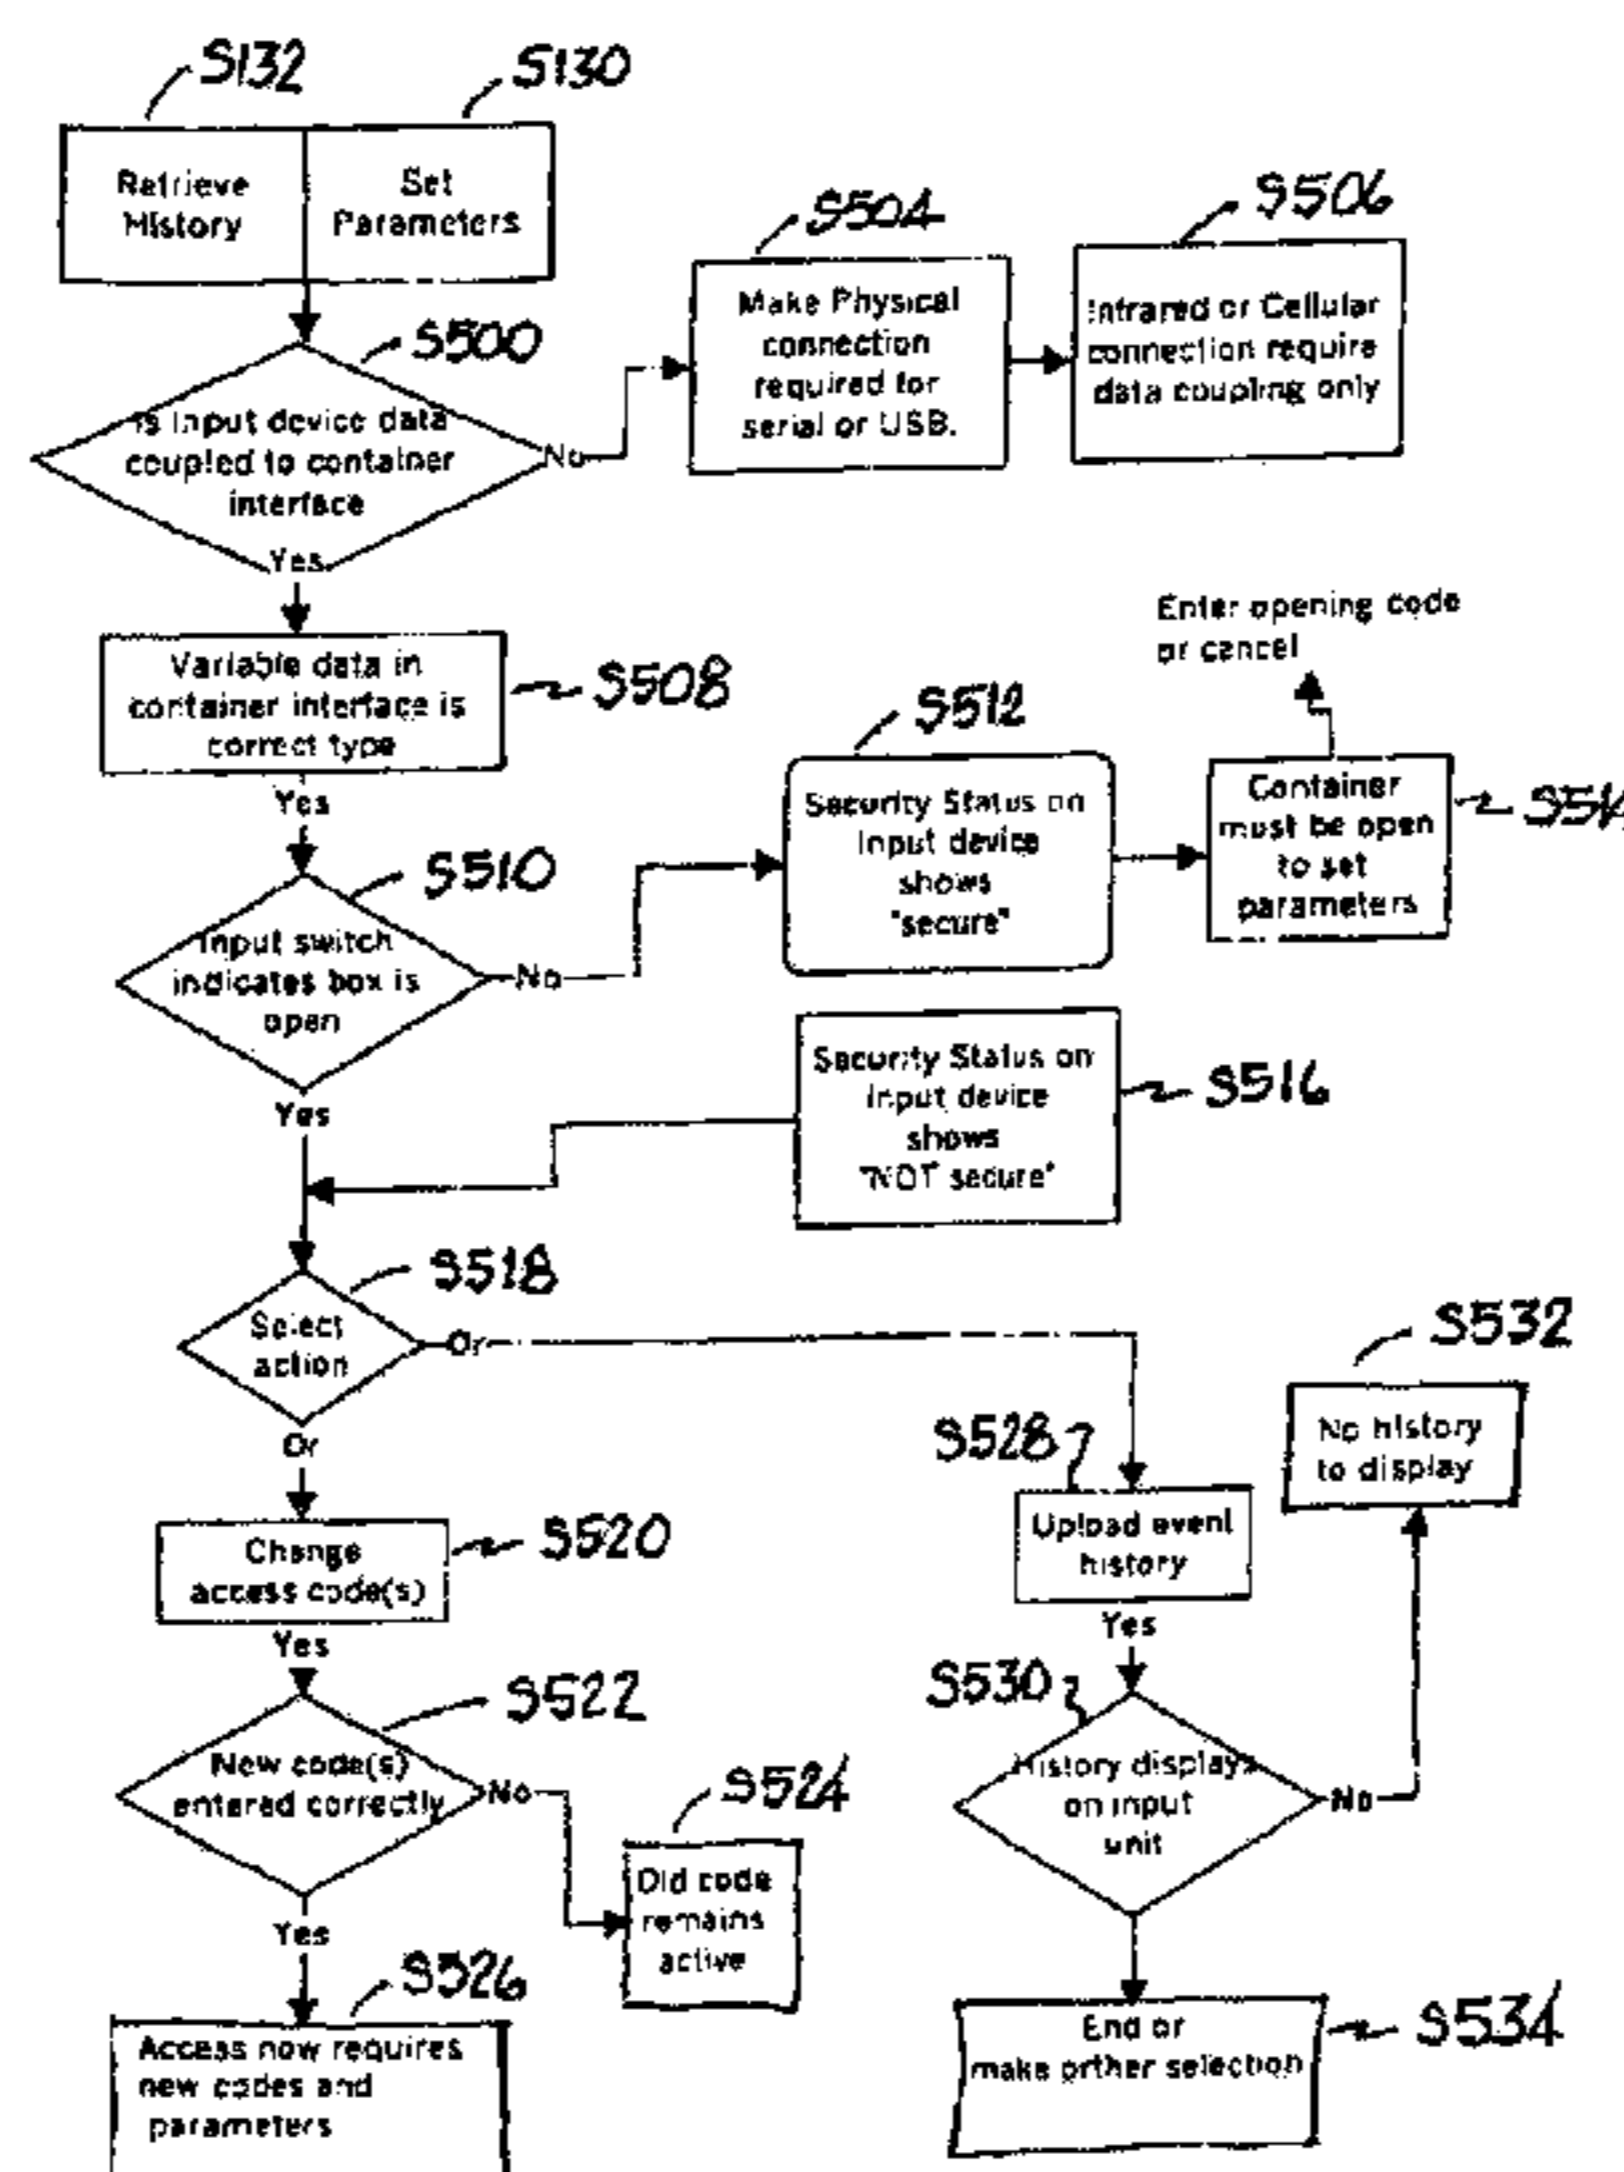 S132
S130
Retrieve
History
Set
Parameters
S504
S506
Make Physical
connection
required for
serial or USB.
Infrared or Cellular
connection require
data coupling only
S500
Is Input device data
coupled to container
interface
No
Yes
Enter opening code
or cancel
Variable data in
container interface is
correct type
S508
Yes
S512
Security Status on
Input device
shows
"secure"
Container
must be open
to set
parameters
S510
Input switch
indicates box is
open
No
Yes
Security Status on
Input device
shows
"NOT secure"
S516
S518
Select
action
Or
Or
S532
No history
to display
S528
Upload event
history
Yes
S520
Change
access code(s)
Yes
S522
New code(s)
entered correctly
No
S530
History displays
on input
unit
No
S524
Old code
remains
active
Yes
S526
Access now requires
new codes and
parameters
End or
make orther selection
S534